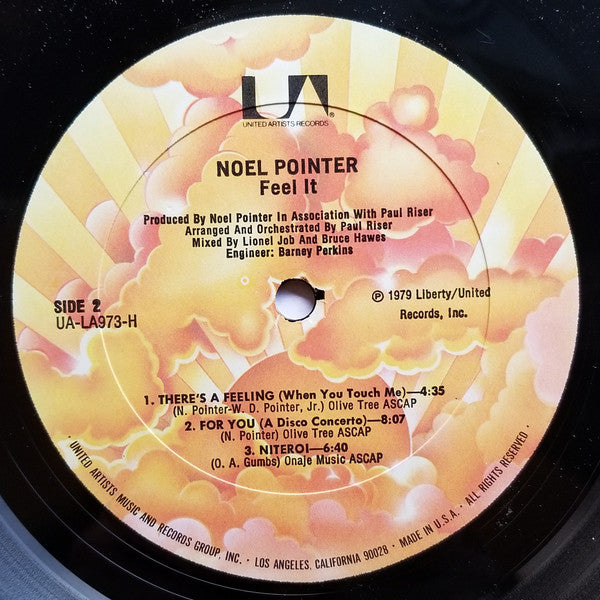 UA
UNITED ARTISTS RECORDS
®
NOEL POINTER
Feel It
Produced By Noel Pointer In Association With Paul Riser
Arranged And Orchestrated By Paul Riser
Mixed By Lionel Job And Bruce Hawes
Engineer: Barney Perkins
SIDE 2
UA-LA973-H
℗ 1979 Liberty/United
Records, Inc.
1. THERE'S A FEELING (When You Touch Me)—4:35
(N. Pointer-W. D. Pointer, Jr.) Olive Tree ASCAP
2. FOR YOU (A Disco Concerto)—8:07
(N. Pointer) Olive Tree ASCAP
3. NITEROI—6:40
(O. A. Gumbs) Onaje Music ASCAP
· UNITED ARTISTS MUSIC AND RECORDS GROUP, INC. · LOS ANGELES, CALIFORNIA 90028 · MADE IN U.S.A. · ALL RIGHTS RESERVED ·